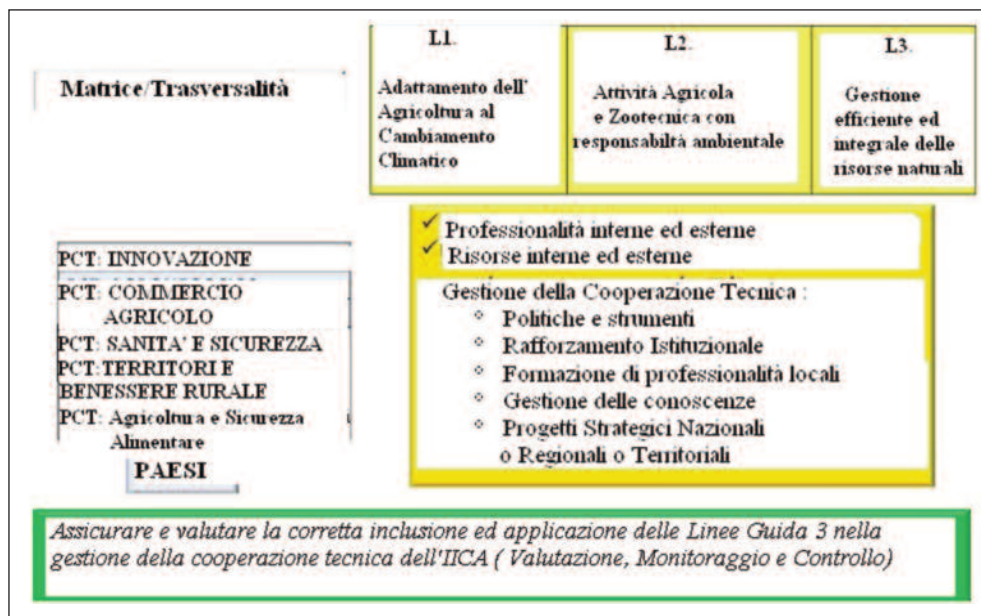 L1.
Adattamento dell'
Agricoltura al
Cambiamento
Climatico
L2.
Attività Agricola
e Zootecnica con
responsabiltà ambientale
L3.
Gestione
efficiente ed
integrale delle
risorse naturali
Matrice/Trasversalità
✓ Professionalità interne ed esterne
✓ Risorse interne ed esterne
PCT: INNOVAZIONE
PCT: COMMERCIO
AGRICOLO
PCT: SANITA' E SICUREZZA
PCT:TERRITORI E
BENESSERE RURALE
PCT: Agricoltura e Sicurezza
Alimentare
PAESI
Gestione della Cooperazione Tecnica :
Politiche e strumenti
Rafforzamento Istituzionale
Formazione di professionalità locali
Gestione delle conoscenze
Progetti Strategici Nazionali
o Regionali o Territoriali
Assicurare e valutare la corretta inclusione ed applicazione delle Linee Guida 3 nella
gestione della cooperazione tecnica dell'IICA ( Valutazione, Monitoraggio e Controllo)